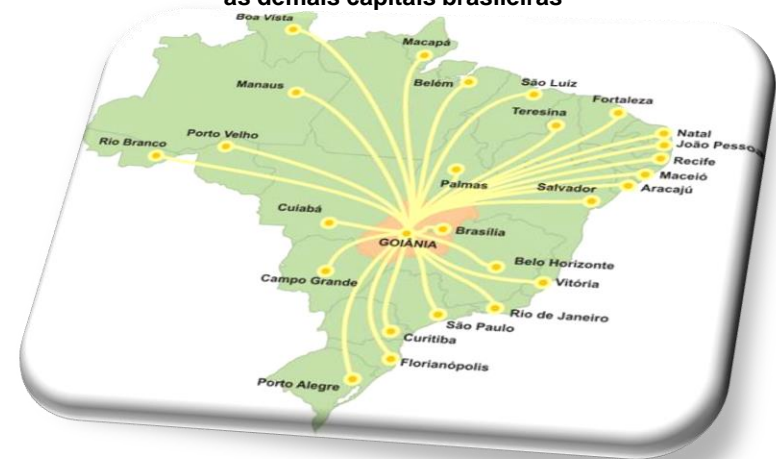 as demais capitais brasileiras
Boa Vista
Macapá
Manaus
Belém
São Luiz
Teresina
Fortaleza
Rio Branco
Porto Velho
Natal
João Pessoa
Recife
Palmas
Salvador
Maceió
Aracajú
Cuiabá
Brasília
GOIÂNIA
Belo Horizonte
Campo Grande
Vitória
São Paulo
Rio de Janeiro
Curitiba
Florianópolis
Porto Alegre